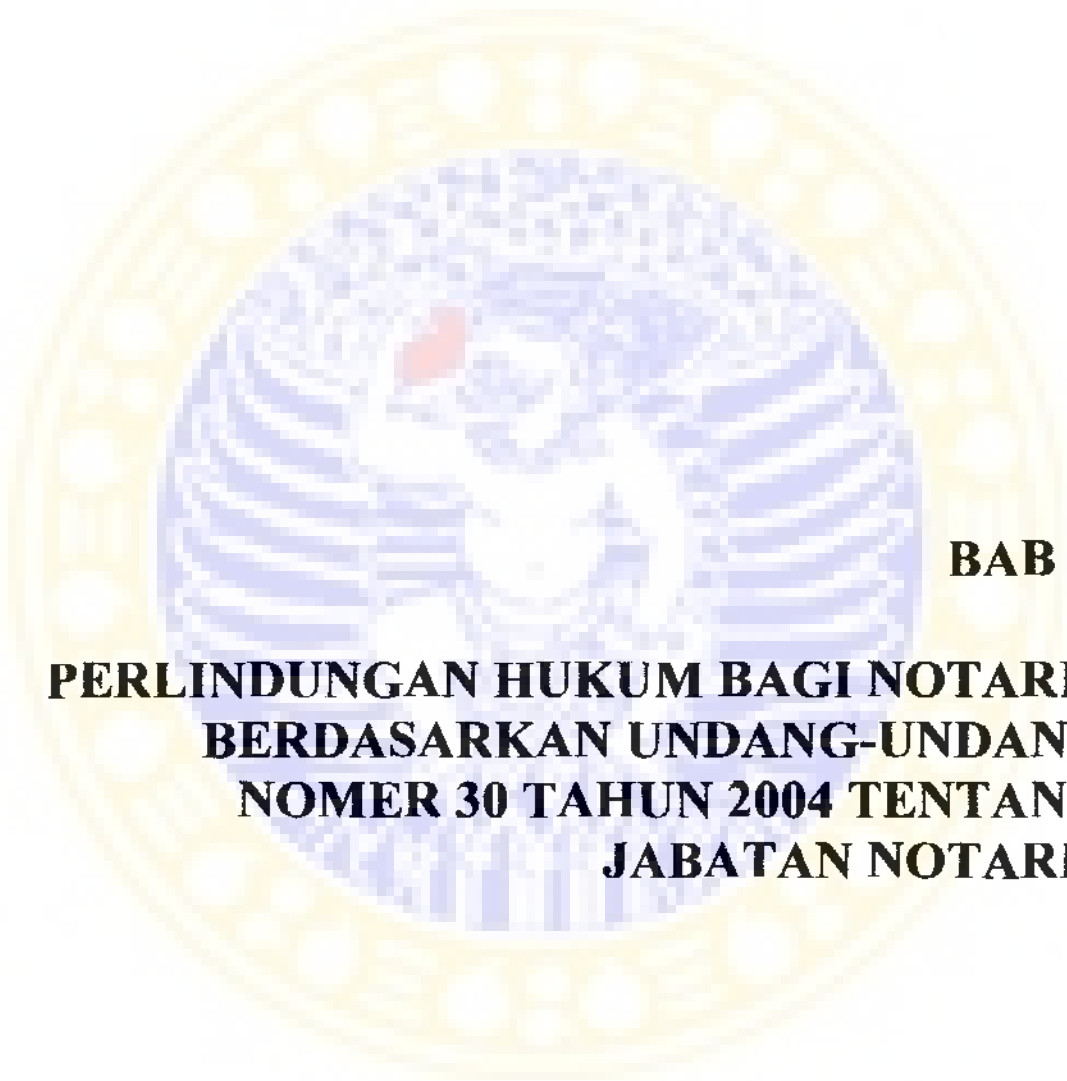 BAB
PERLINDUNGAN HUKUM BAGI NOTARI
BERDASARKAN UNDANG-UNDAN
NOMER 30 TAHUN 2004 TENTAN
JABATAN NOTARI